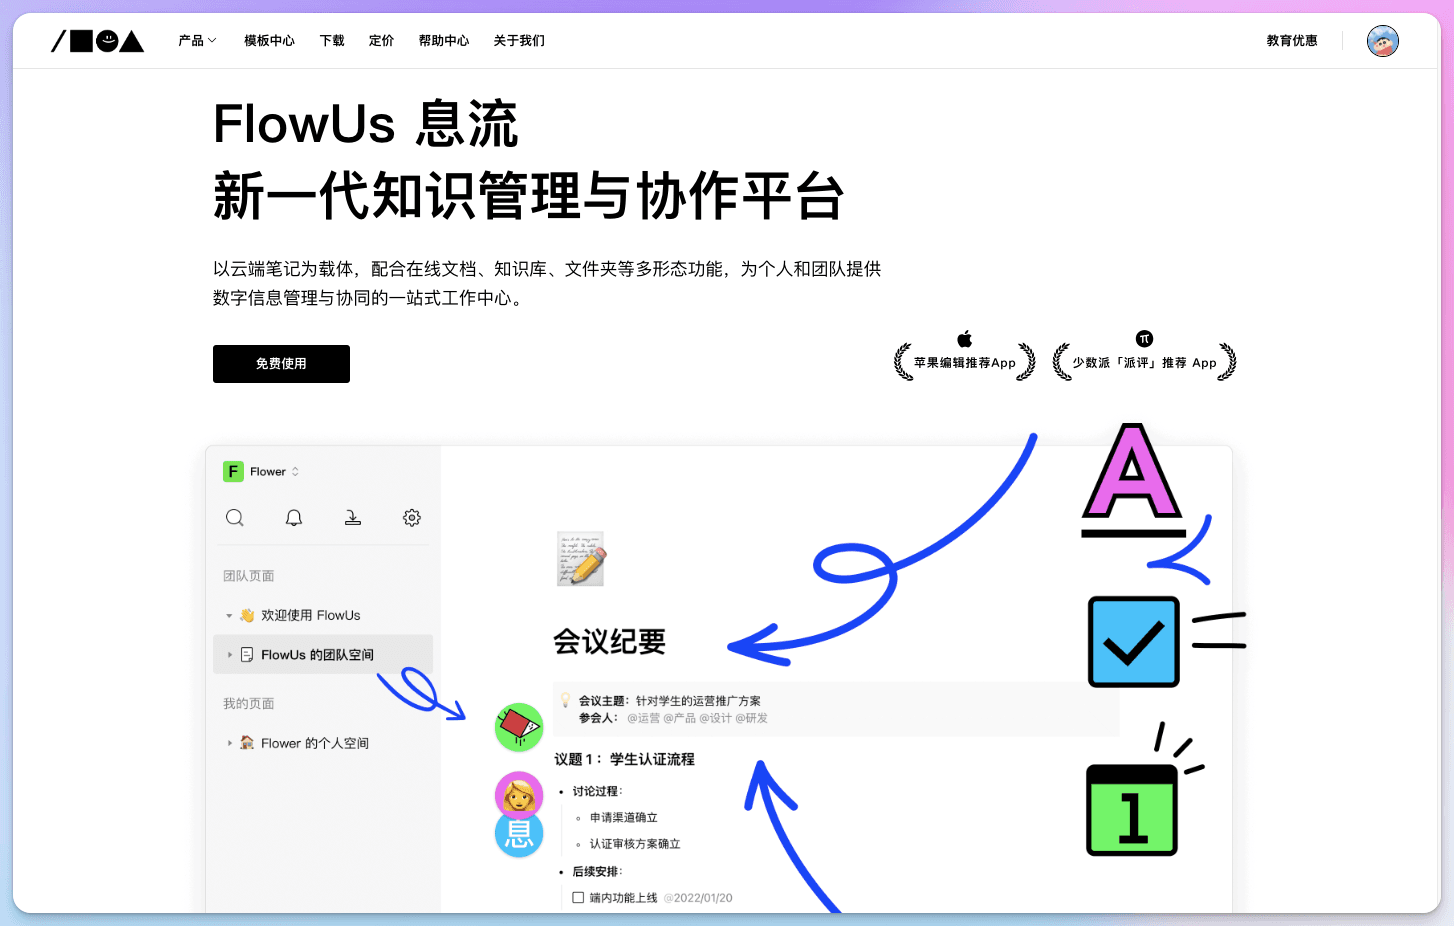 产品 模板中心 下载 定价 帮助中心 关于我们 教育优惠
FlowUs 息流
新一代知识管理与协作平台
以云端笔记为载体，配合在线文档、知识库、文件夹等多形态功能，为个人和团队提供
数字信息管理与协同的一站式工作中心。
免费使用
苹果编辑推荐App
π
少数派「派评」推荐 App
F Flower
团队页面
欢迎使用 FlowUs
FlowUs 的团队空间
我的页面
Flower 的个人空间
会议纪要
会议主题：针对学生的运营推广方案
参会人： @运营 @产品 @设计 @研发
议题 1：学生认证流程
讨论过程：
申请渠道确立
认证审核方案确立
后续安排：
端内功能上线 @2022/01/20
息
A
1